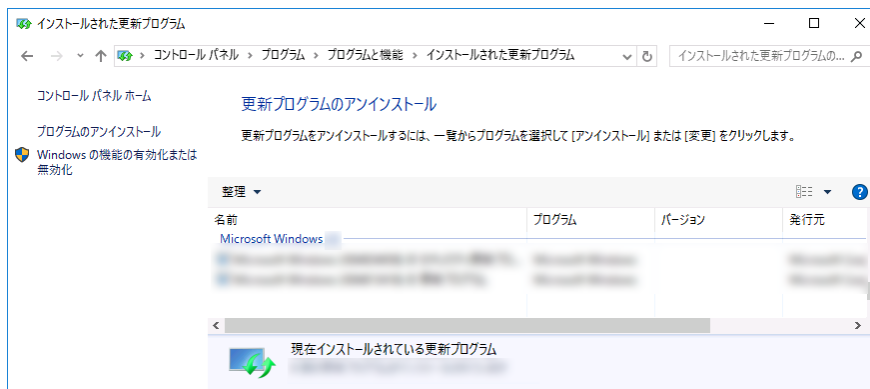 インストールされた更新プログラム
コントロール パネル › プログラム › プログラムと機能 › インストールされた更新プログラム
インストールされた更新プログラムの...
コントロール パネル ホーム
プログラムのアンインストール
Windows の機能の有効化または
無効化
更新プログラムのアンインストール
更新プログラムをアンインストールするには、一覧からプログラムを選択して [アンインストール] または [変更] をクリックします。
整理
名前 プログラム バージョン 発行元
Microsoft Windows
現在インストールされている更新プログラム